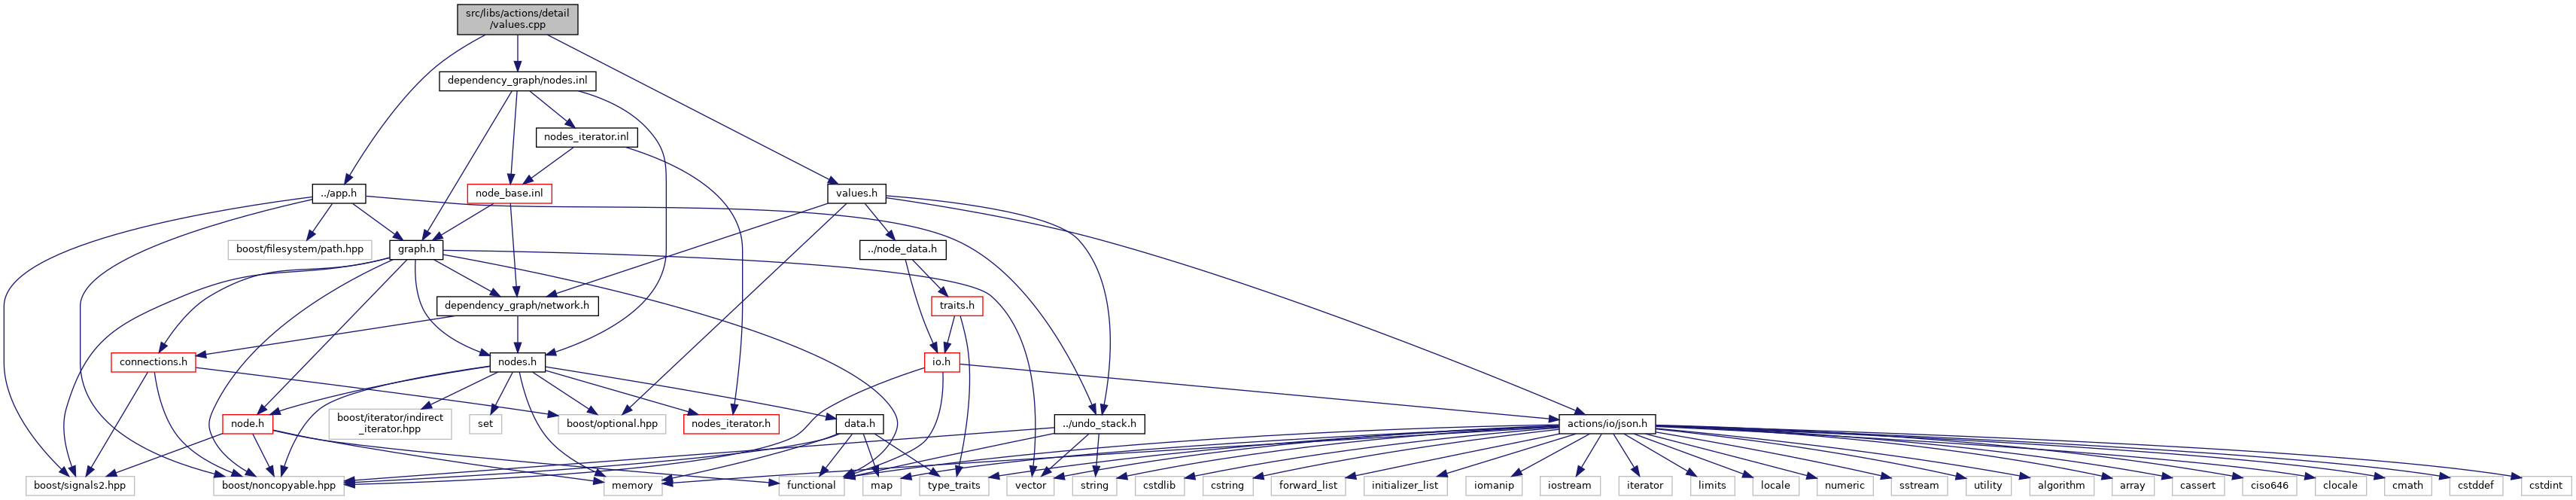 src/libs/actions/detail
/values.cpp
dependency_graph/nodes.inl
nodes_iterator.inl
../app.h
node_base.inl
values.h
boost/filesystem/path.hpp
graph.h
../node_data.h
dependency_graph/network.h
traits.h
connections.h
nodes.h
io.h
node.h
boost/iterator/indirect
_iterator.hpp
set
boost/optional.hpp
nodes_iterator.h
data.h
../undo_stack.h
actions/io/json.h
boost/signals2.hpp
boost/noncopyable.hpp
memory
functional
map
type_traits
vector
string
cstdlib
cstring
forward_list
initializer_list
iomanip
iostream
iterator
limits
locale
numeric
sstream
utility
algorithm
array
cassert
ciso646
clocale
cmath
cstddef
cstdint